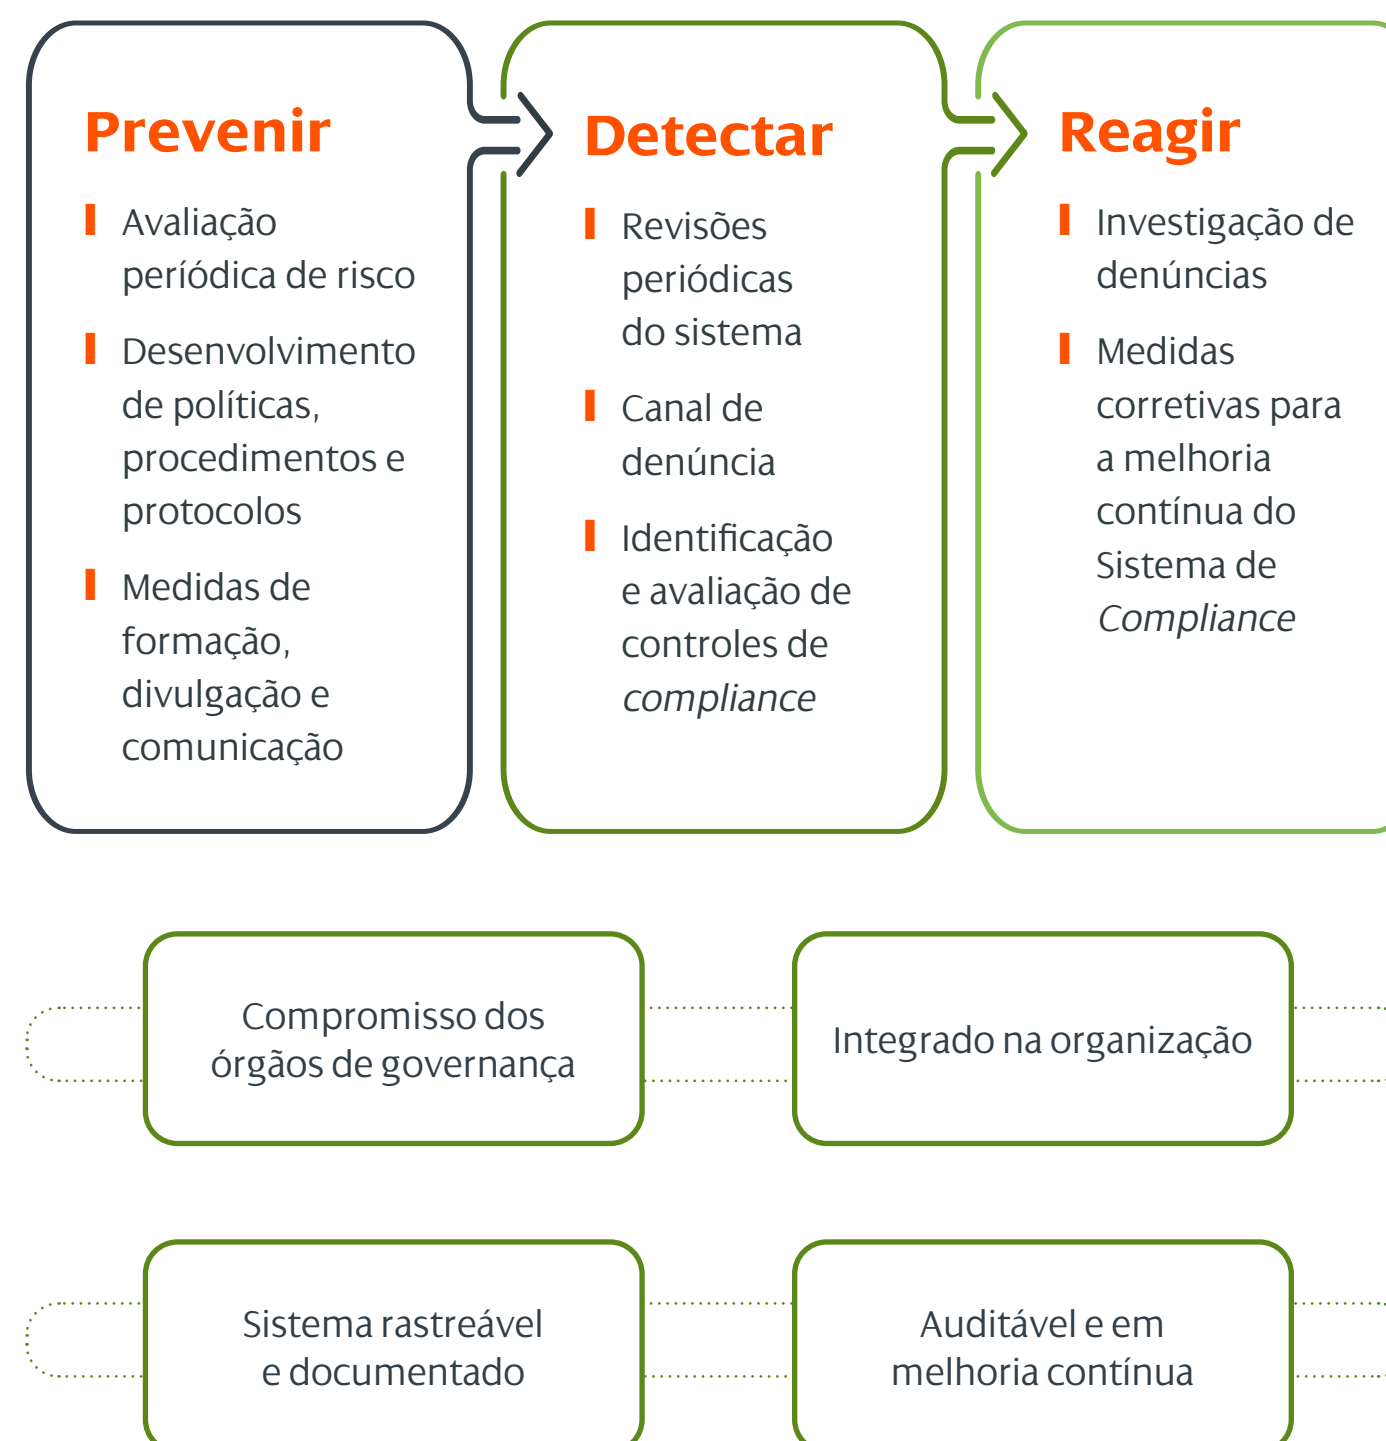 Prevenir
Avaliação
períódica de risco
Desenvolvimento
de políticas,
procedimentos e
protocolos
Medidas de
formação,
divulgação e
comunicação
Detectar
Revisões
periódicas
do sistema
Canal de
denúncia
Identificação
e avaliação de
controles de
compliance
Reagir
Investigação de
denúncias
Medidas
corretivas para
a melhoria
contínua do
Sistema de
Compliance
Compromisso dos
órgãos de governança
Integrado na organização
Sistema rastreável
e documentado
Auditável e em
melhoria contínua